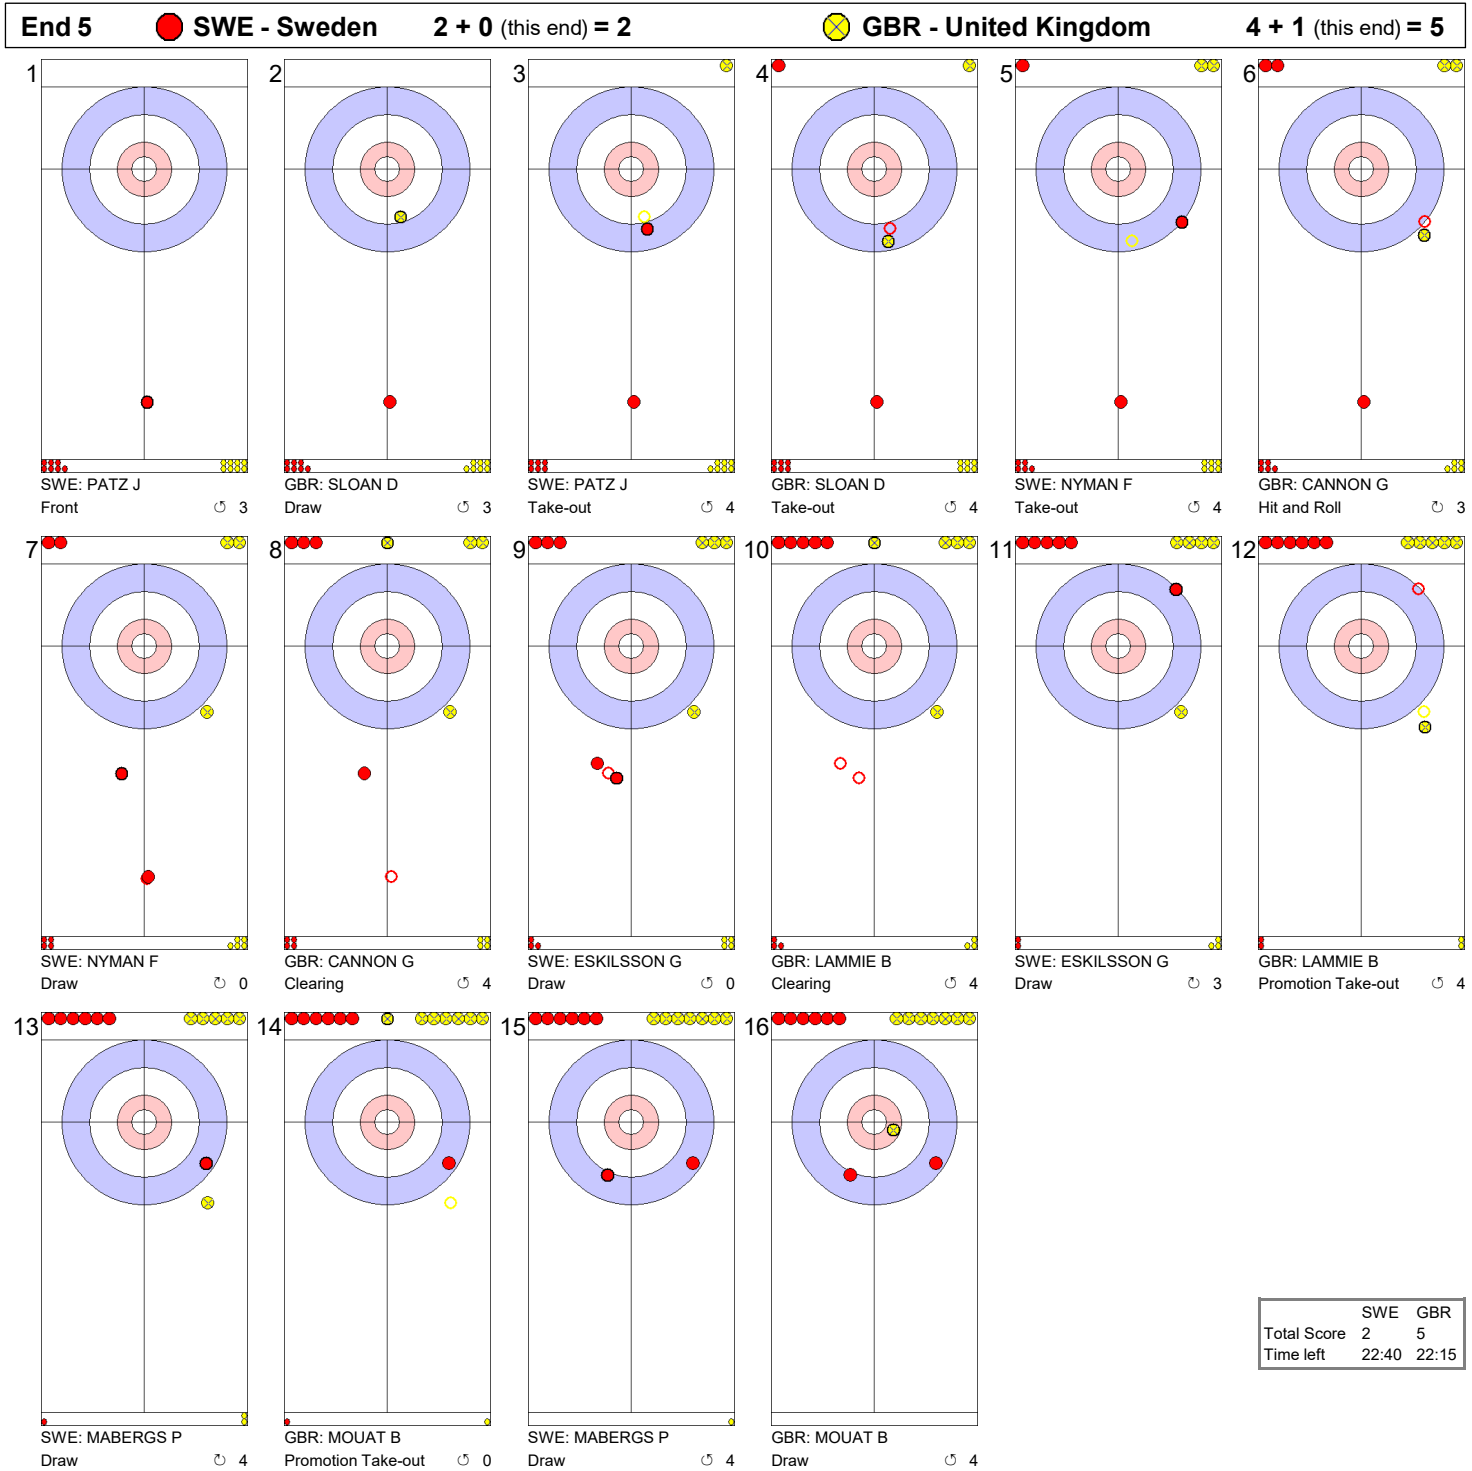 End 5 SWE - Sweden 2 + 0 (this end) = 2 GBR - United Kingdom 4 + 1 (this end) = 5
1 2 3 4 5 6
SWE: PATZ J GBR: SLOAN D SWE: PATZ J GBR: SLOAN D SWE: NYMAN F GBR: CANNON G
Front ↺ 3 Draw ↺ 3 Take-out ↺ 4 Take-out ↺ 4 Take-out ↺ 4 Hit and Roll ↻ 3
7 8 9 10 11 12
SWE: NYMAN F GBR: CANNON G SWE: ESKILSSON G GBR: LAMMIE B SWE: ESKILSSON G GBR: LAMMIE B
Draw ↻ 0 Clearing ↺ 4 Draw ↻ 0 Clearing ↺ 4 Draw ↻ 3 Promotion Take-out ↺ 4
13 14 15 16
SWE: MABERGS P GBR: MOUAT B SWE: MABERGS P GBR: MOUAT B
Draw ↻ 4 Promotion Take-out ↺ 0 Draw ↺ 4 Draw ↺ 4
SWE GBR
Total Score 2 5
Time left 22:40 22:15